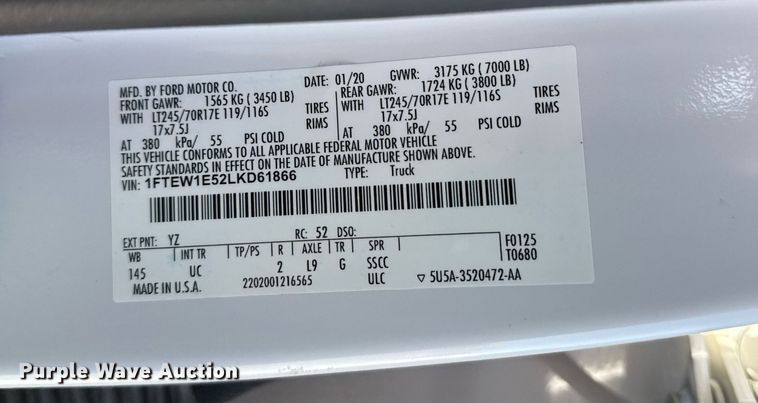 MFD. BY FORD MOTOR CO. DATE: 01/20 GVWR: 3175 KG ( 7000 LB)
FRONT GAWR: 1565 KG ( 3450 LB) REAR GAWR: 1724 KG ( 3800 LB)
WITH LT245/70R17E 119/116S TIRES WITH LT245/70R17E 119/116S TIRES
17x7.5J RIMS 17x7.5J RIMS
AT 380 kPa/ 55 PSI COLD AT 380 kPa/ 55 PSI COLD
THIS VEHICLE CONFORMS TO ALL APPLICABLE FEDERAL MOTOR VEHICLE
SAFETY STANDARDS IN EFFECT ON THE DATE OF MANUFACTURE SHOWN ABOVE.
VIN: 1FTEW1E52LKD61866 TYPE: Truck
EXT PNT: YZ RC: 52 DSO: F0125
WB INT TR TP/PS R AXLE TR SPR T0680
145 UC 2 L9 G SSCC
MADE IN U.S.A. 2202001216565 ULC ▽ 5U5A-3520472-AA
Purple Wave Auction